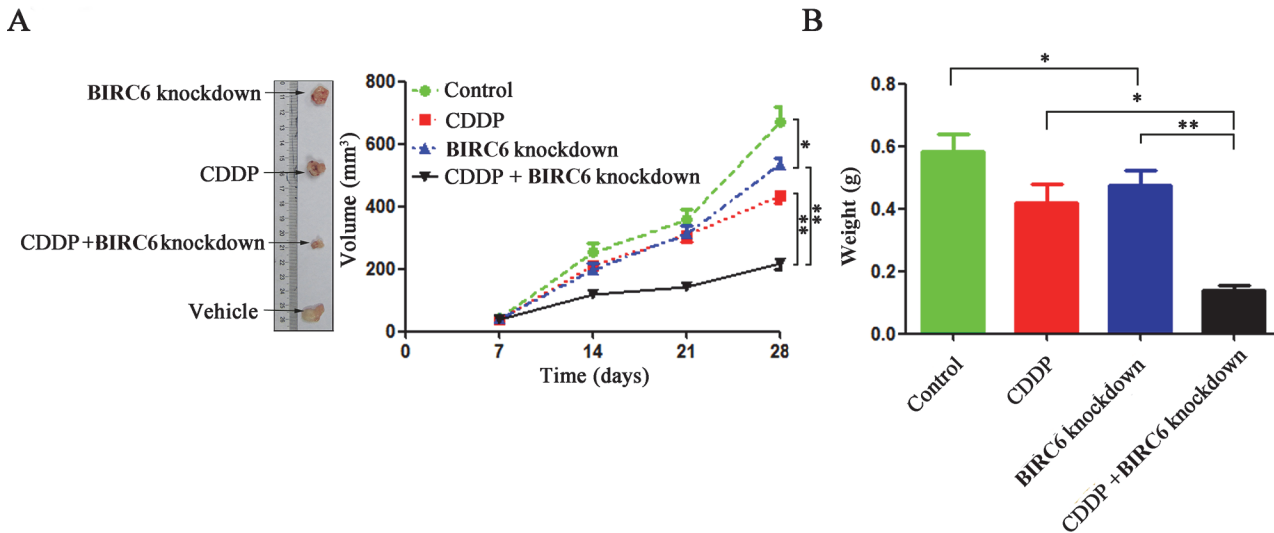 A
B
BIRC6 knockdown
CDDP
CDDP+BIRC6 knockdown
Vehicle
Volume (mm³)
800
600
400
200
0
Control
CDDP
BIRC6 knockdown
CDDP + BIRC6 knockdown
*
**
**
0 7 14 21 28
Time (days)
Weight (g)
0.8
0.6
0.4
0.2
0.0
*
*
**
Control
CDDP
BIRC6 knockdown
CDDP +BIRC6 knockdown